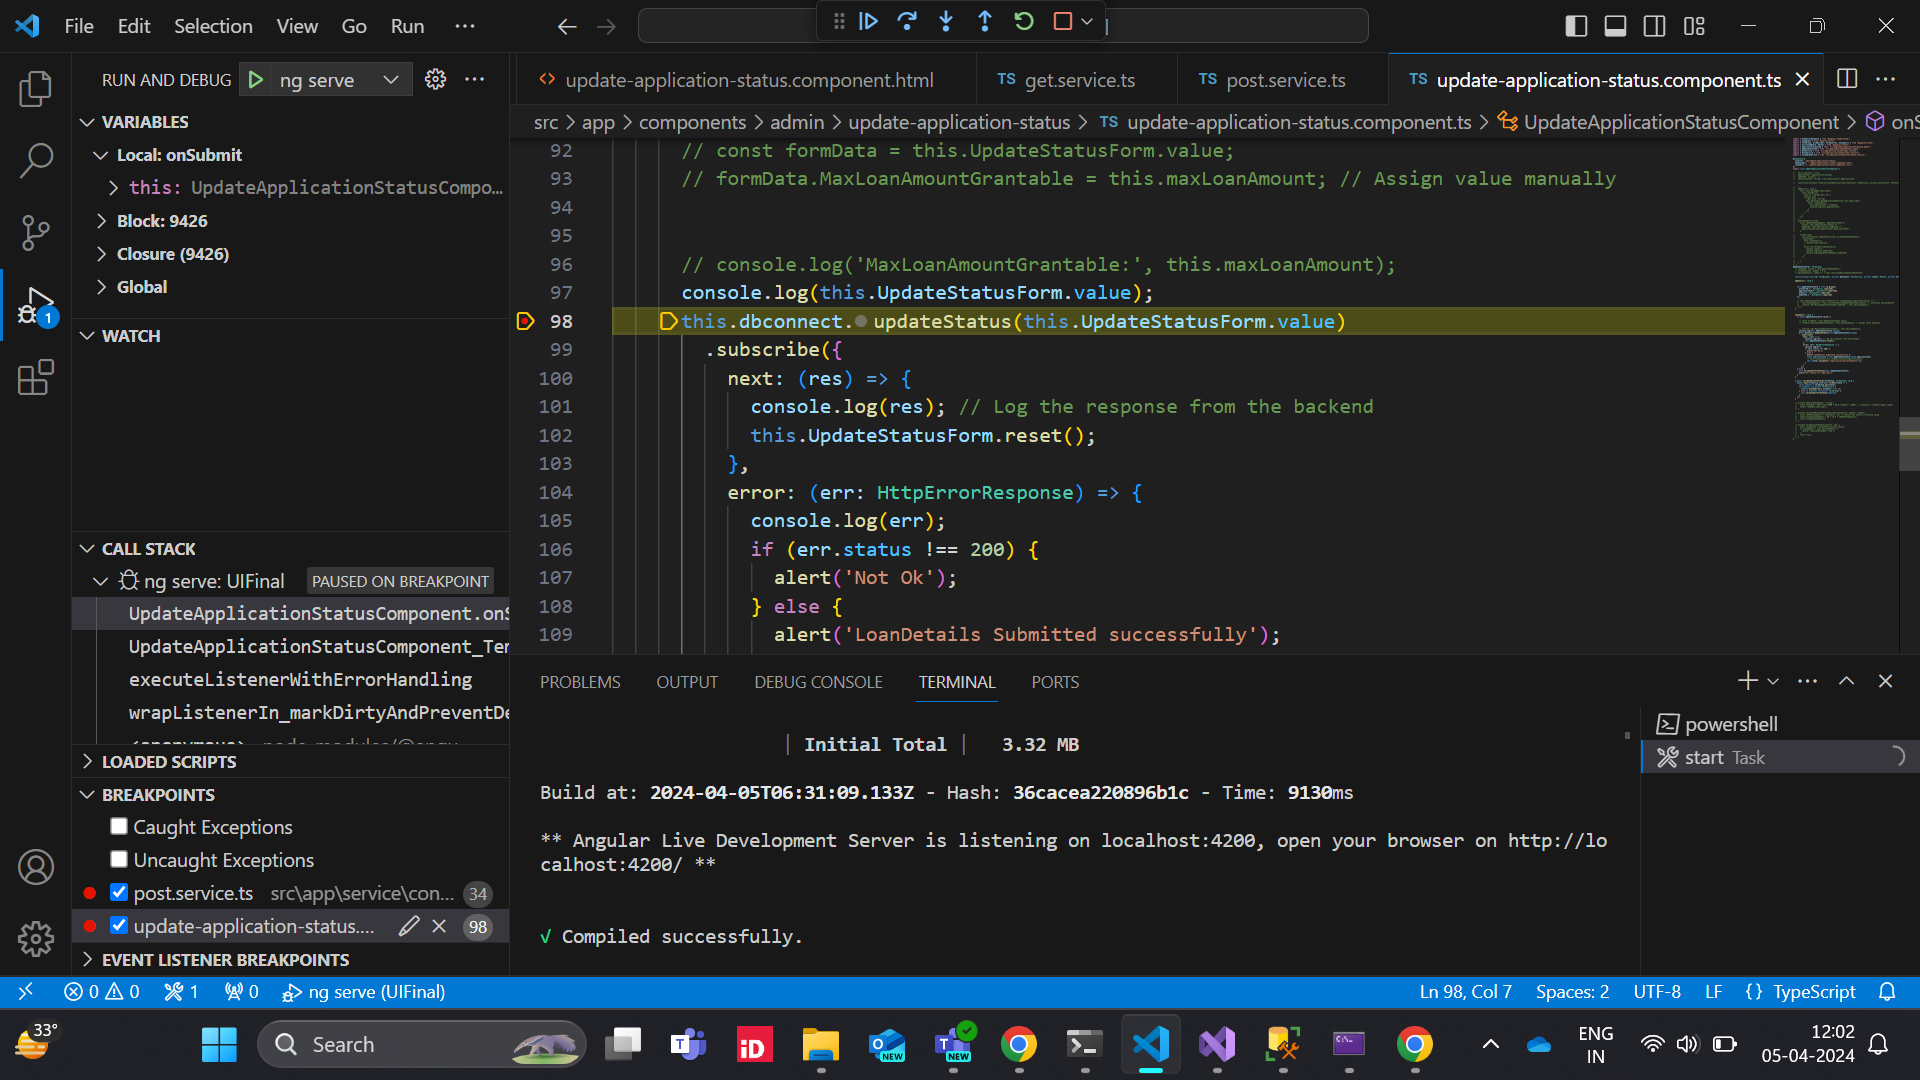 File Edit Selection View Go Run ···
RUN AND DEBUG ng serve
VARIABLES
Local: onSubmit
this: UpdateApplicationStatusCompo...
Block: 9426
Closure (9426)
Global
WATCH
CALL STACK
ng serve: UIFinal PAUSED ON BREAKPOINT
UpdateApplicationStatusComponent.onS
UpdateApplicationStatusComponent_Te
executeListenerWithErrorHandling
wrapListenerIn_markDirtyAndPreventDe
LOADED SCRIPTS
BREAKPOINTS
Caught Exceptions
Uncaught Exceptions
post.service.ts src\app\service\con... 34
update-application-status.... 98
EVENT LISTENER BREAKPOINTS
update-application-status.component.html
TS get.service.ts
TS post.service.ts
TS update-application-status.component.ts
src > app > components > admin > update-application-status > TS update-application-status.component.ts > UpdateApplicationStatusComponent > onS
92 // const formData = this.UpdateStatusForm.value;
93 // formData.MaxLoanAmountGrantable = this.maxLoanAmount; // Assign value manually
94
95
96 // console.log('MaxLoanAmountGrantable:', this.maxLoanAmount);
97 console.log(this.UpdateStatusForm.value);
98 this.dbconnect.updateStatus(this.UpdateStatusForm.value)
99 .subscribe({
100 next: (res) => {
101 console.log(res); // Log the response from the backend
102 this.UpdateStatusForm.reset();
103 },
104 error: (err: HttpErrorResponse) => {
105 console.log(err);
106 if (err.status !== 200) {
107 alert('Not Ok');
108 } else {
109 alert('LoanDetails Submitted successfully');
PROBLEMS OUTPUT DEBUG CONSOLE TERMINAL PORTS
| Initial Total | 3.32 MB
Build at: 2024-04-05T06:31:09.133Z - Hash: 36cacea220896b1c - Time: 9130ms
** Angular Live Development Server is listening on localhost:4200, open your browser on http://lo
calhost:4200/ **
√ Compiled successfully.
powershell
start Task
0 0 1 0 ng serve (UIFinal)
Ln 98, Col 7 Spaces: 2 UTF-8 LF {} TypeScript
33°
Search
ENG
IN
12:02
05-04-2024